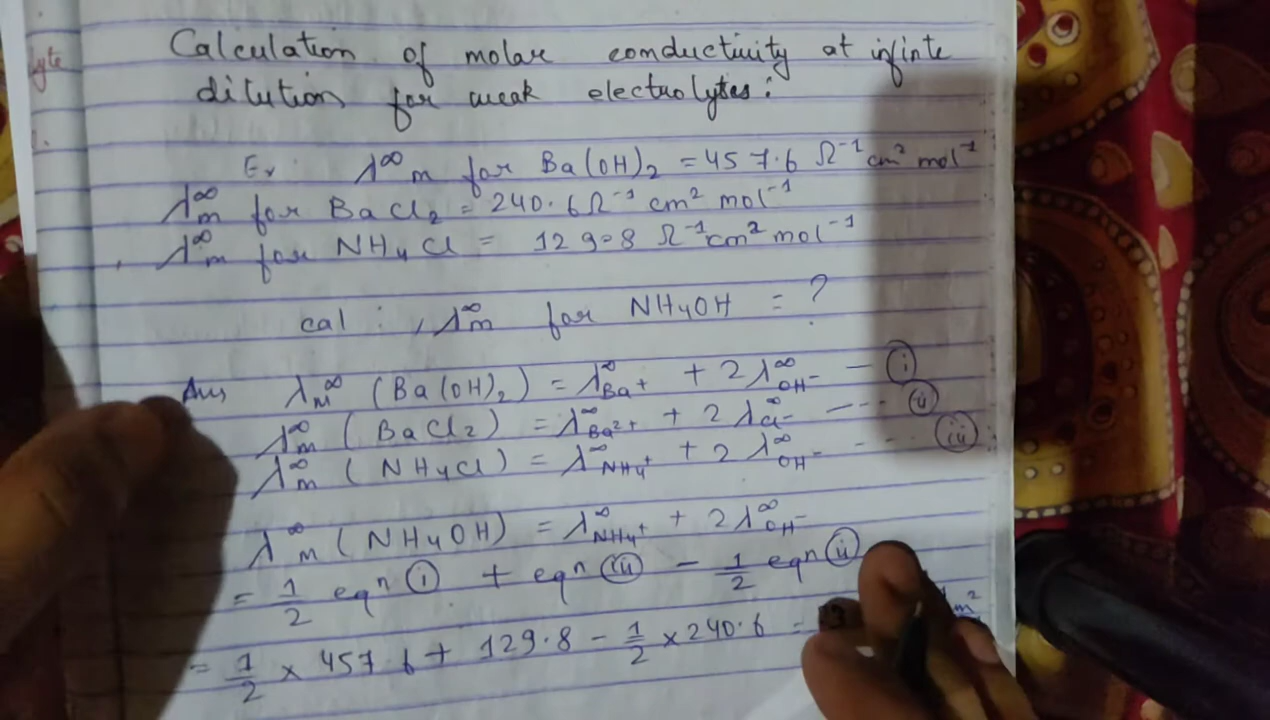 yte
Calculation of molar conductivity at infinte
dilution for weak electrolytes:
Ex λ∞m for Ba(OH)₂ = 457.6 Ω⁻¹ cm² mol⁻¹
λ∞m for BaCl₂ = 240.6 Ω⁻¹ cm² mol⁻¹
λ∞m for NH₄Cl = 129.8 Ω⁻¹ cm² mol⁻¹
cal : , λ∞m for NH₄OH = ?
Ans λm∞ (Ba(OH)₂) = λ∞Ba+ + 2λ∞OH⁻ — (i)
λ∞m (BaCl₂) = λ∞Ba²⁺ + 2λ∞Cl⁻ --- (ii)
λ∞m (NH₄Cl) = λ∞NH₄⁺ + 2λ∞OH⁻ --- (iii)
λ∞m (NH₄OH) = λ∞NH₄⁺ + 2λ∞OH⁻
= 1/2 eqⁿ (i) + eqⁿ (iii) − 1/2 eqⁿ (ii)
= 1/2 × 457.6 + 129.8 − 1/2 × 240.6 =